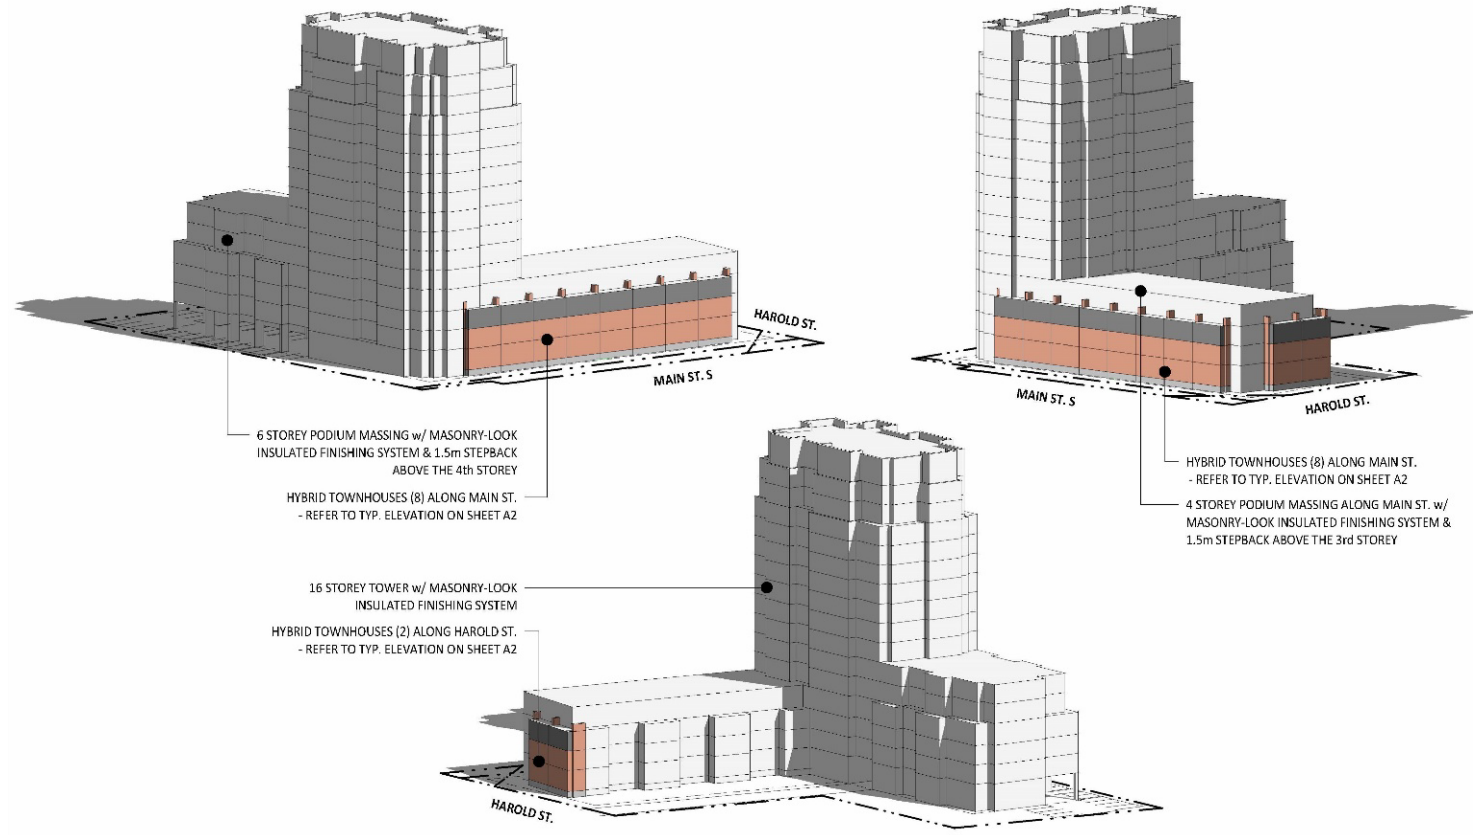 HAROLD ST.
MAIN ST. S
6 STOREY PODIUM MASSING w/ MASONRY-LOOK
INSULATED FINISHING SYSTEM & 1.5m STEPBACK
ABOVE THE 4th STOREY
HYBRID TOWNHOUSES (8) ALONG MAIN ST.
- REFER TO TYP. ELEVATION ON SHEET A2
MAIN ST. S
HAROLD ST.
HYBRID TOWNHOUSES (8) ALONG MAIN ST.
- REFER TO TYP. ELEVATION ON SHEET A2
4 STOREY PODIUM MASSING ALONG MAIN ST. w/
MASONRY-LOOK INSULATED FINISHING SYSTEM &
1.5m STEPBACK ABOVE THE 3rd STOREY
16 STOREY TOWER w/ MASONRY-LOOK
INSULATED FINISHING SYSTEM
HYBRID TOWNHOUSES (2) ALONG HAROLD ST.
- REFER TO TYP. ELEVATION ON SHEET A2
HAROLD ST.